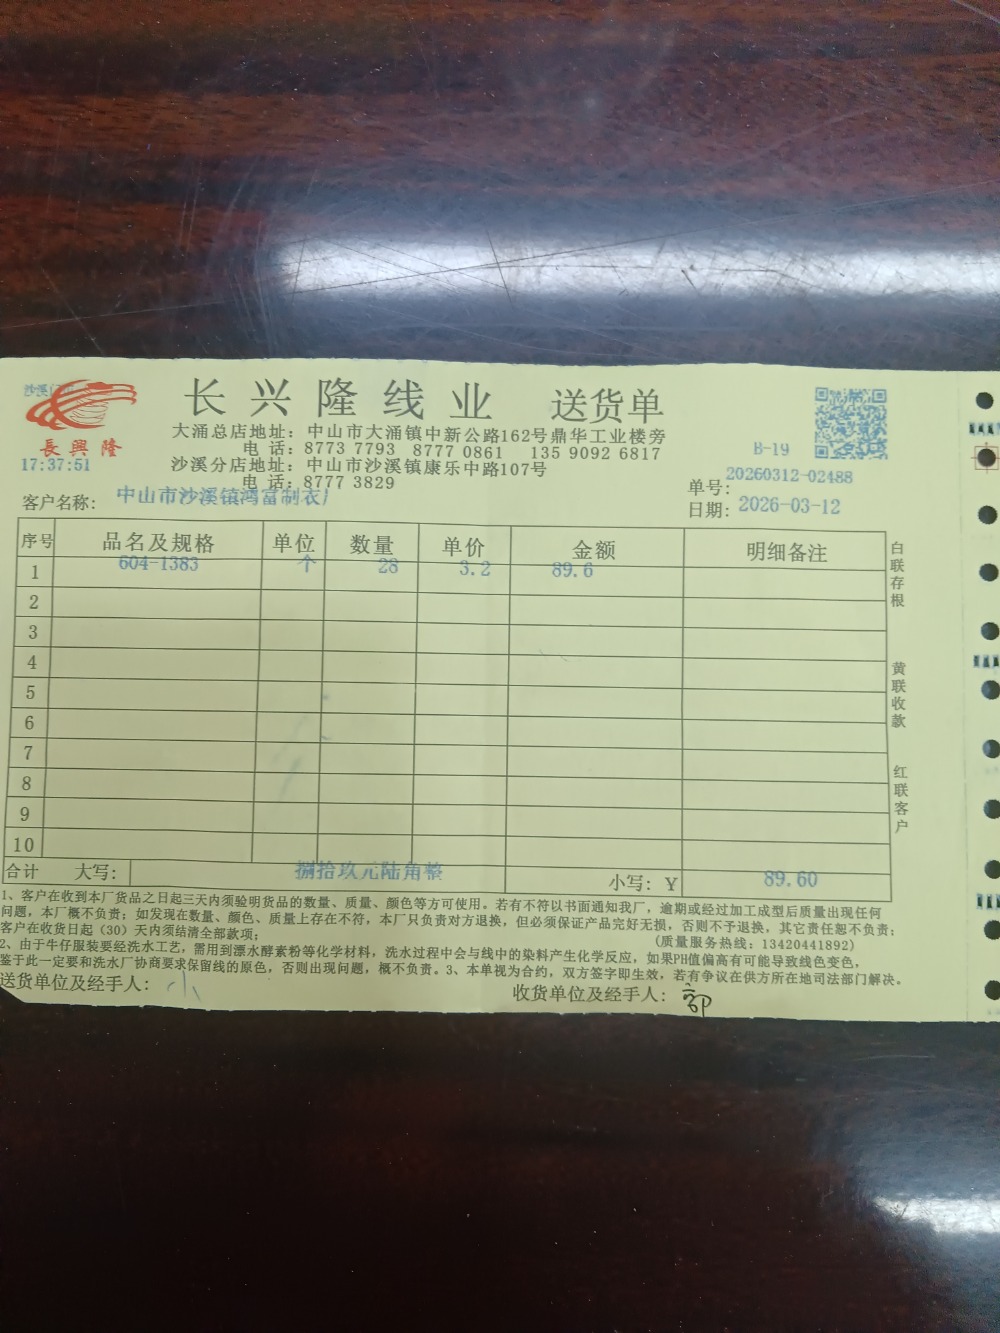 長興隆
17:37:51
长兴隆线业 送货单
大涌总店地址：中山市大涌镇中新公路162号鼎华工业楼旁
电 话：8773 7793 8777 0861 135 9092 6817
沙溪分店地址：中山市沙溪镇康乐中路107号
电 话：8777 3829
B-19
单号：20260312-02488
日期：2026-03-12
客户名称：中山市沙溪镇鸿富制衣厂
序号 品名及规格 单位 数量 单价 金额 明细备注
1 604-1383 个 28 3.2 89.6
2
3
4
5
6
7
8
9
10
合计 大写：捌拾玖元陆角整 小写：¥ 89.60
白联存根
黄联收款
红联客户
1、客户在收到本厂货品之日起三天内须验明货品的数量、质量、颜色等方可使用。若有不符以书面通知我厂，逾期或经过加工成型后质量出现任何
问题，本厂概不负责；如发现在数量、颜色、质量上存在不符，本厂只负责对方退换，但必须保证产品完好无损，否则不予退换，其它责任恕不负责；
客户在收货日起（30）天内须结清全部款项； （质量服务热线：13420441892）
2、由于牛仔服装要经洗水工艺，需用到漂水酵素粉等化学材料，洗水过程中会与线中的染料产生化学反应，如果PH值偏高有可能导致线色变色，
鉴于此一定要和洗水厂协商要求保留线的原色，否则出现问题，概不负责。3、本单视为合约，双方签字即生效，若有争议在供方所在地司法部门解决。
送货单位及经手人：小
收货单位及经手人：